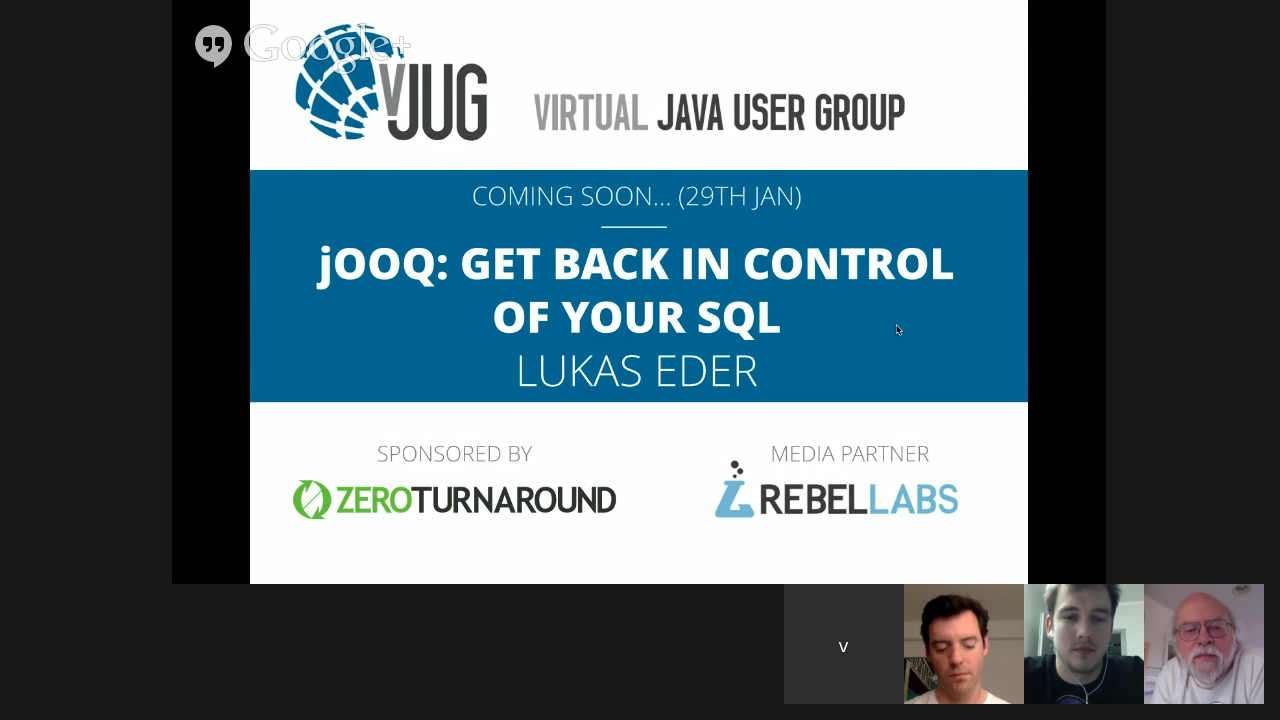 Google+
vJUG
VIRTUAL JAVA USER GROUP
COMING SOON... (29TH JAN)
jOOQ: GET BACK IN CONTROL
OF YOUR SQL
LUKAS EDER
SPONSORED BY
MEDIA PARTNER
ZEROTURNAROUND
REBELLABS
v